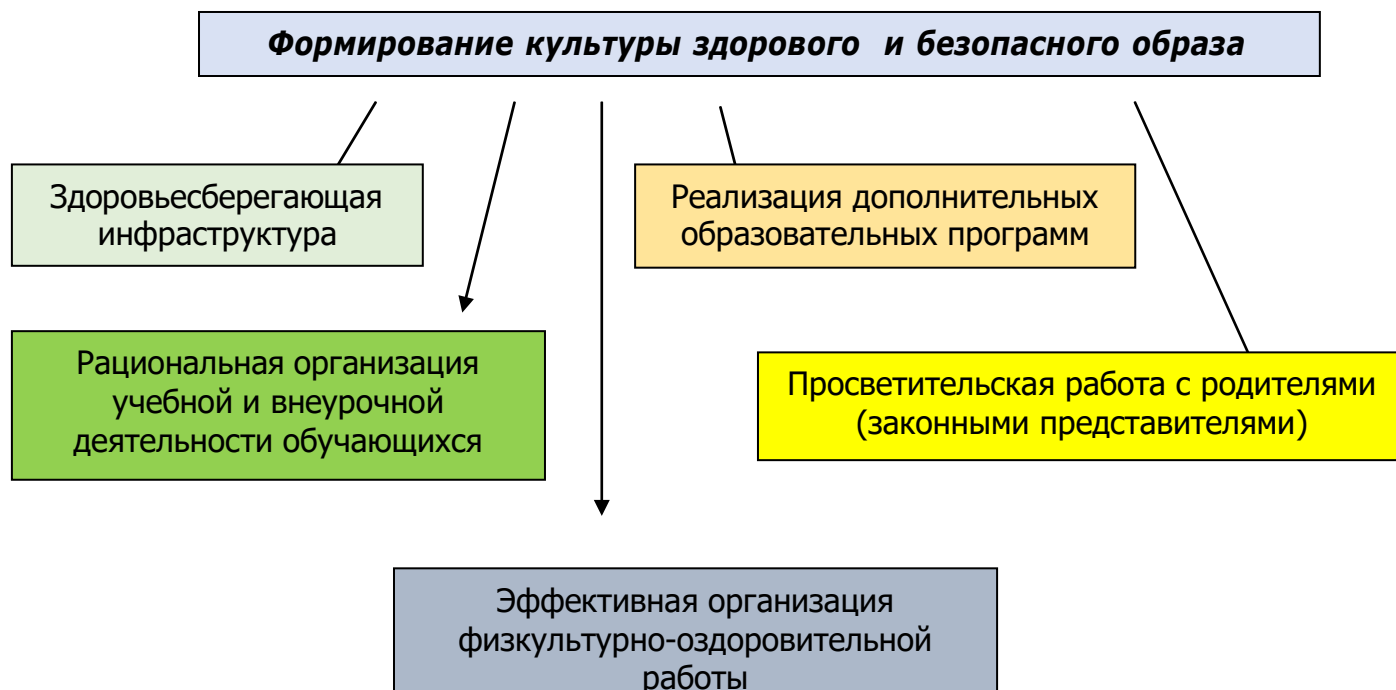 Формирование культуры здорового и безопасного образа
Здоровьесберегающая
инфраструктура
Реализация дополнительных
образовательных программ
Рациональная организация
учебной и внеурочной
деятельности обучающихся
Просветительская работа с родителями
(законными представителями)
Эффективная организация
физкультурно-оздоровительной
работы